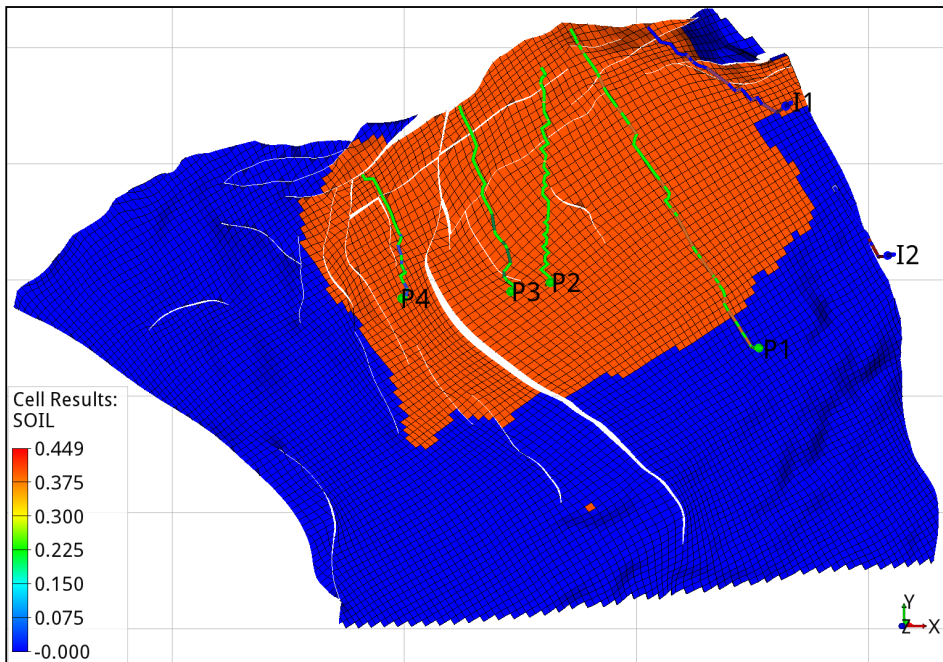 I1
I2
P2
P3
P4
P1
Cell Results:
SOIL
0.449
0.375
0.300
0.225
0.150
0.075
-0.000
Y
Z
X